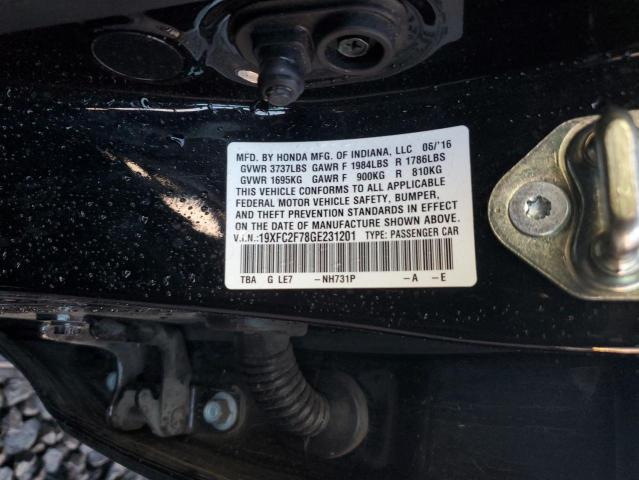 MFD. BY HONDA MFG. OF INDIANA, LLC 06/'16
GVWR 3737LBS GAWR F 1984LBS R 1786LBS
GVWR 1695KG GAWR F 900KG R 810KG
THIS VEHICLE CONFORMS TO ALL APPLICABLE
FEDERAL MOTOR VEHICLE SAFETY, BUMPER,
AND THEFT PREVENTION STANDARDS IN EFFECT
ON THE DATE OF MANUFACTURE SHOWN ABOVE.
V.I.N.:19XFC2F78GE231201 TYPE: PASSENGER CAR
TBA G LE7 -NH731P -A -E